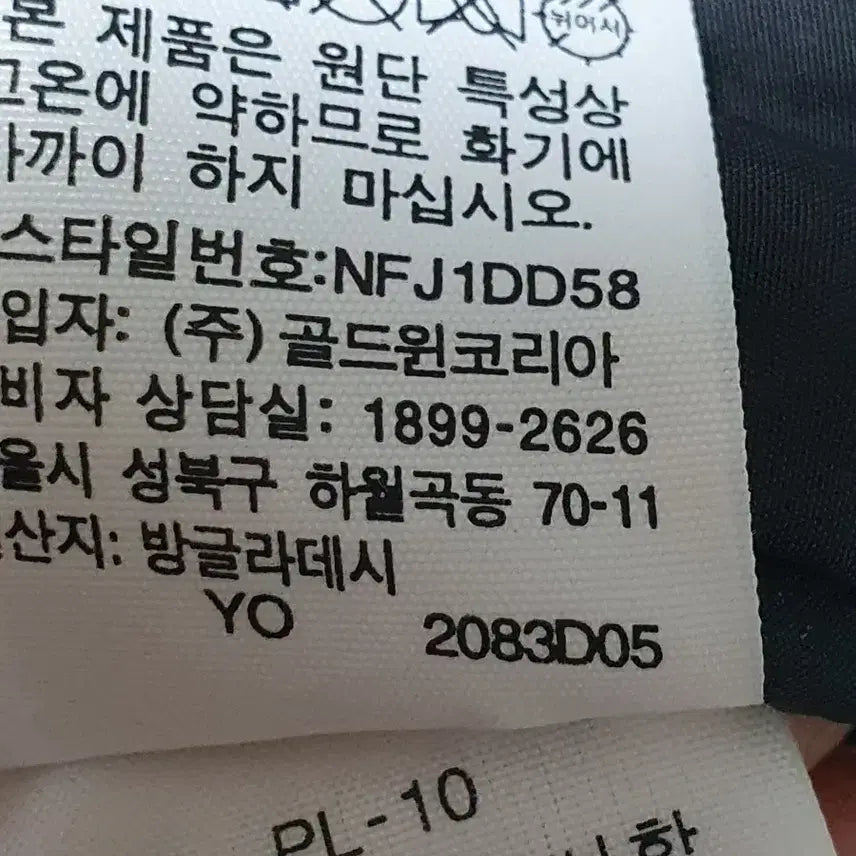 뉘어서
본 제품은 원단 특성상
고온에 약하므로 화기에
가까이 하지 마십시오.
스타일번호:NFJ1DD58
입자: (주)골드윈코리아
비자 상담실: 1899-2626
울시 성북구 하월곡동 70-11
산지: 방글라데시
YO 2083D05
PL-10